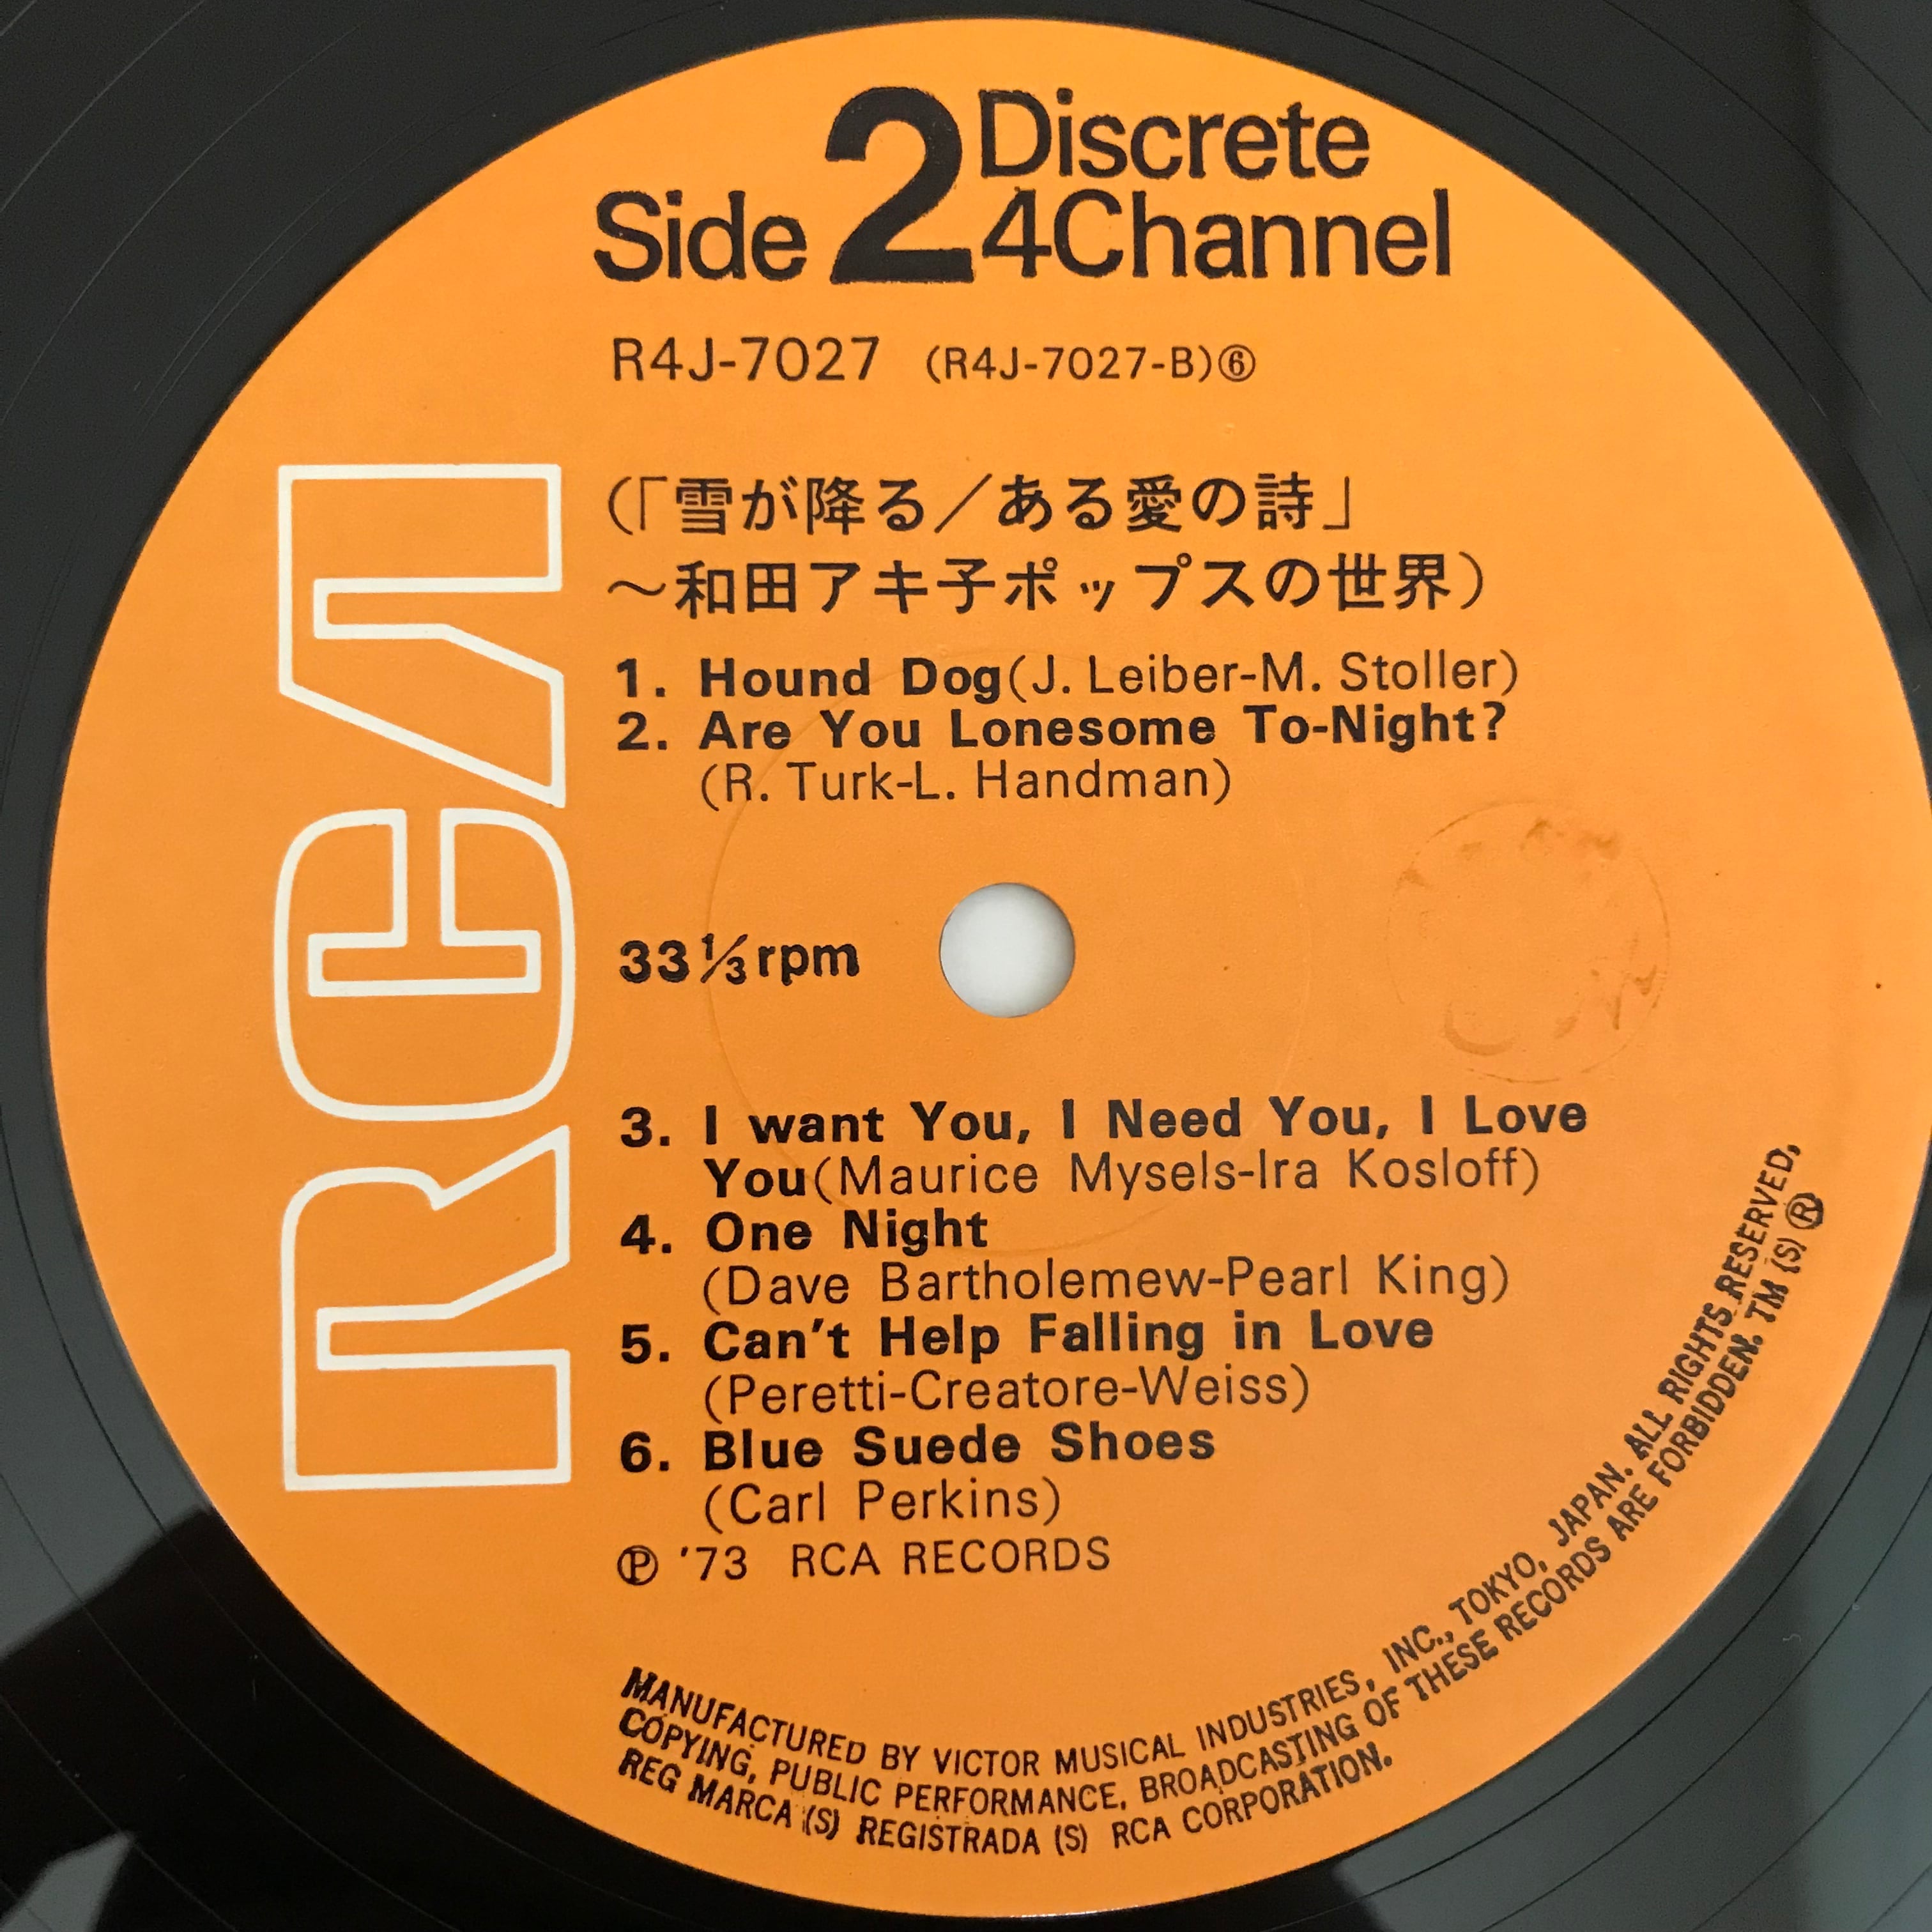 Side 2 Discrete
4Channel
R4J-7027 (R4J-7027-B)⑥
(「雪が降る／ある愛の詩」
～和田アキ子ポップスの世界)
1. Hound Dog(J. Leiber-M. Stoller)
2. Are You Lonesome To-Night?
(R. Turk-L. Handman)
33⅓rpm
3. I want You, I Need You, I Love
You(Maurice Mysels-Ira Kosloff)
4. One Night
(Dave Bartholemew-Pearl King)
5. Can't Help Falling in Love
(Peretti-Creatore-Weiss)
6. Blue Suede Shoes
(Carl Perkins)
℗ '73 RCA RECORDS
RCA
MANUFACTURED BY VICTOR MUSICAL INDUSTRIES, INC., TOKYO, JAPAN. ALL RIGHTS RESERVED,
COPYING, PUBLIC PERFORMANCE, BROADCASTING OF THESE RECORDS ARE FORBIDDEN. TM (S) ®
REG MARCA (S) REGISTRADA (S) RCA CORPORATION.